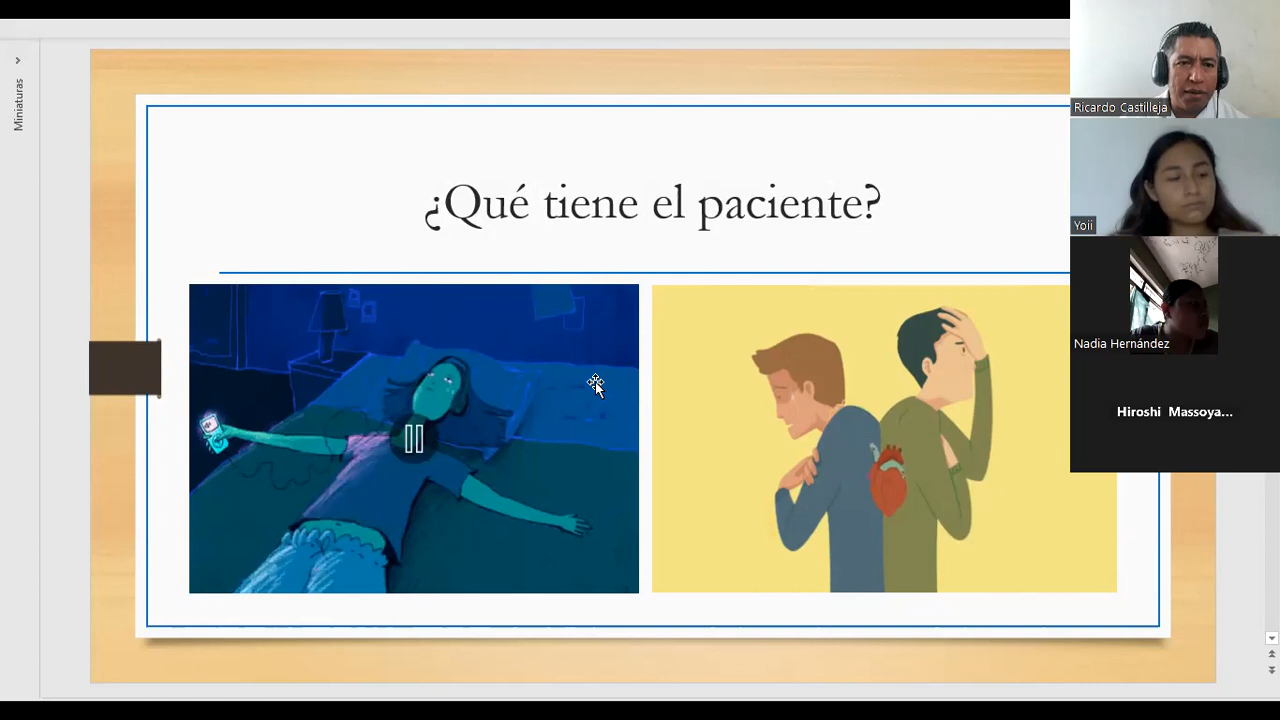 Miniaturas
¿Qué tiene el paciente?
Ricardo Castilleja
Yoii
Nadia Hernández
Hiroshi Massoya...